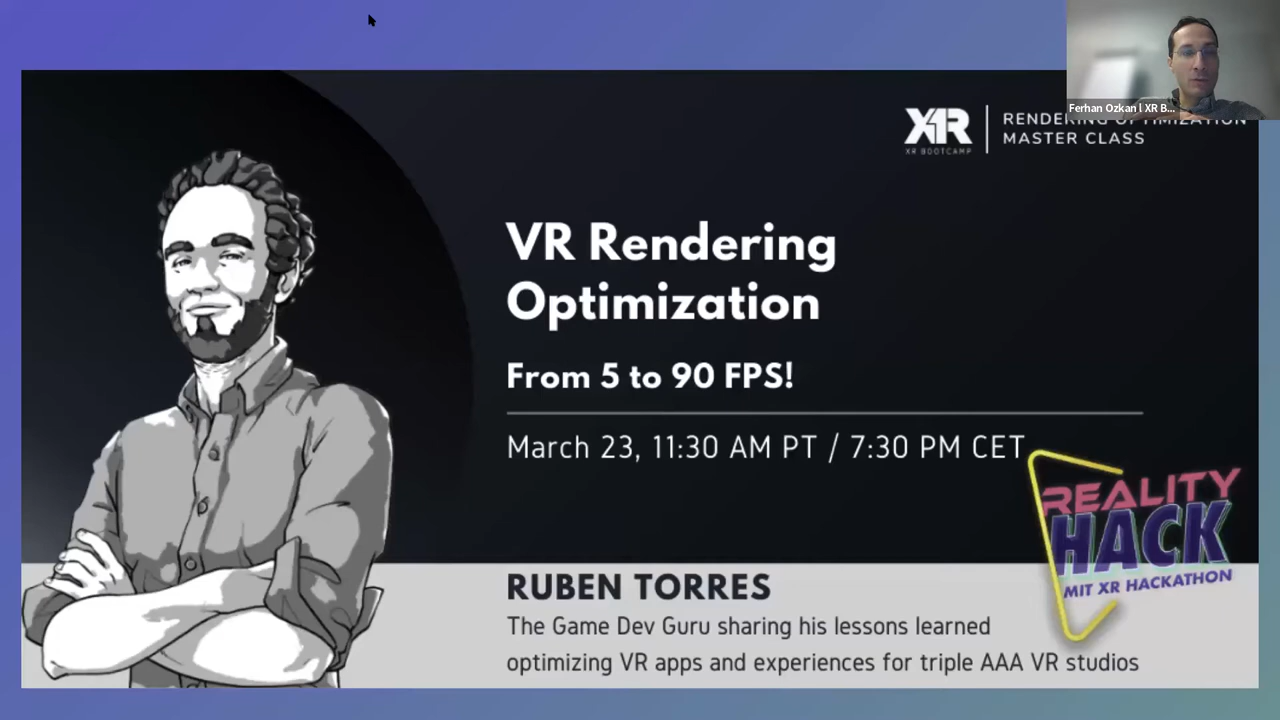 Ferhan Ozkan l XR B...
XR
XR BOOTCAMP
RENDERING OPTIMIZATION
MASTER CLASS
VR Rendering
Optimization
From 5 to 90 FPS!
March 23, 11:30 AM PT / 7:30 PM CET
REALITY
HACK
MIT XR HACKATHON
RUBEN TORRES
The Game Dev Guru sharing his lessons learned
optimizing VR apps and experiences for triple AAA VR studios